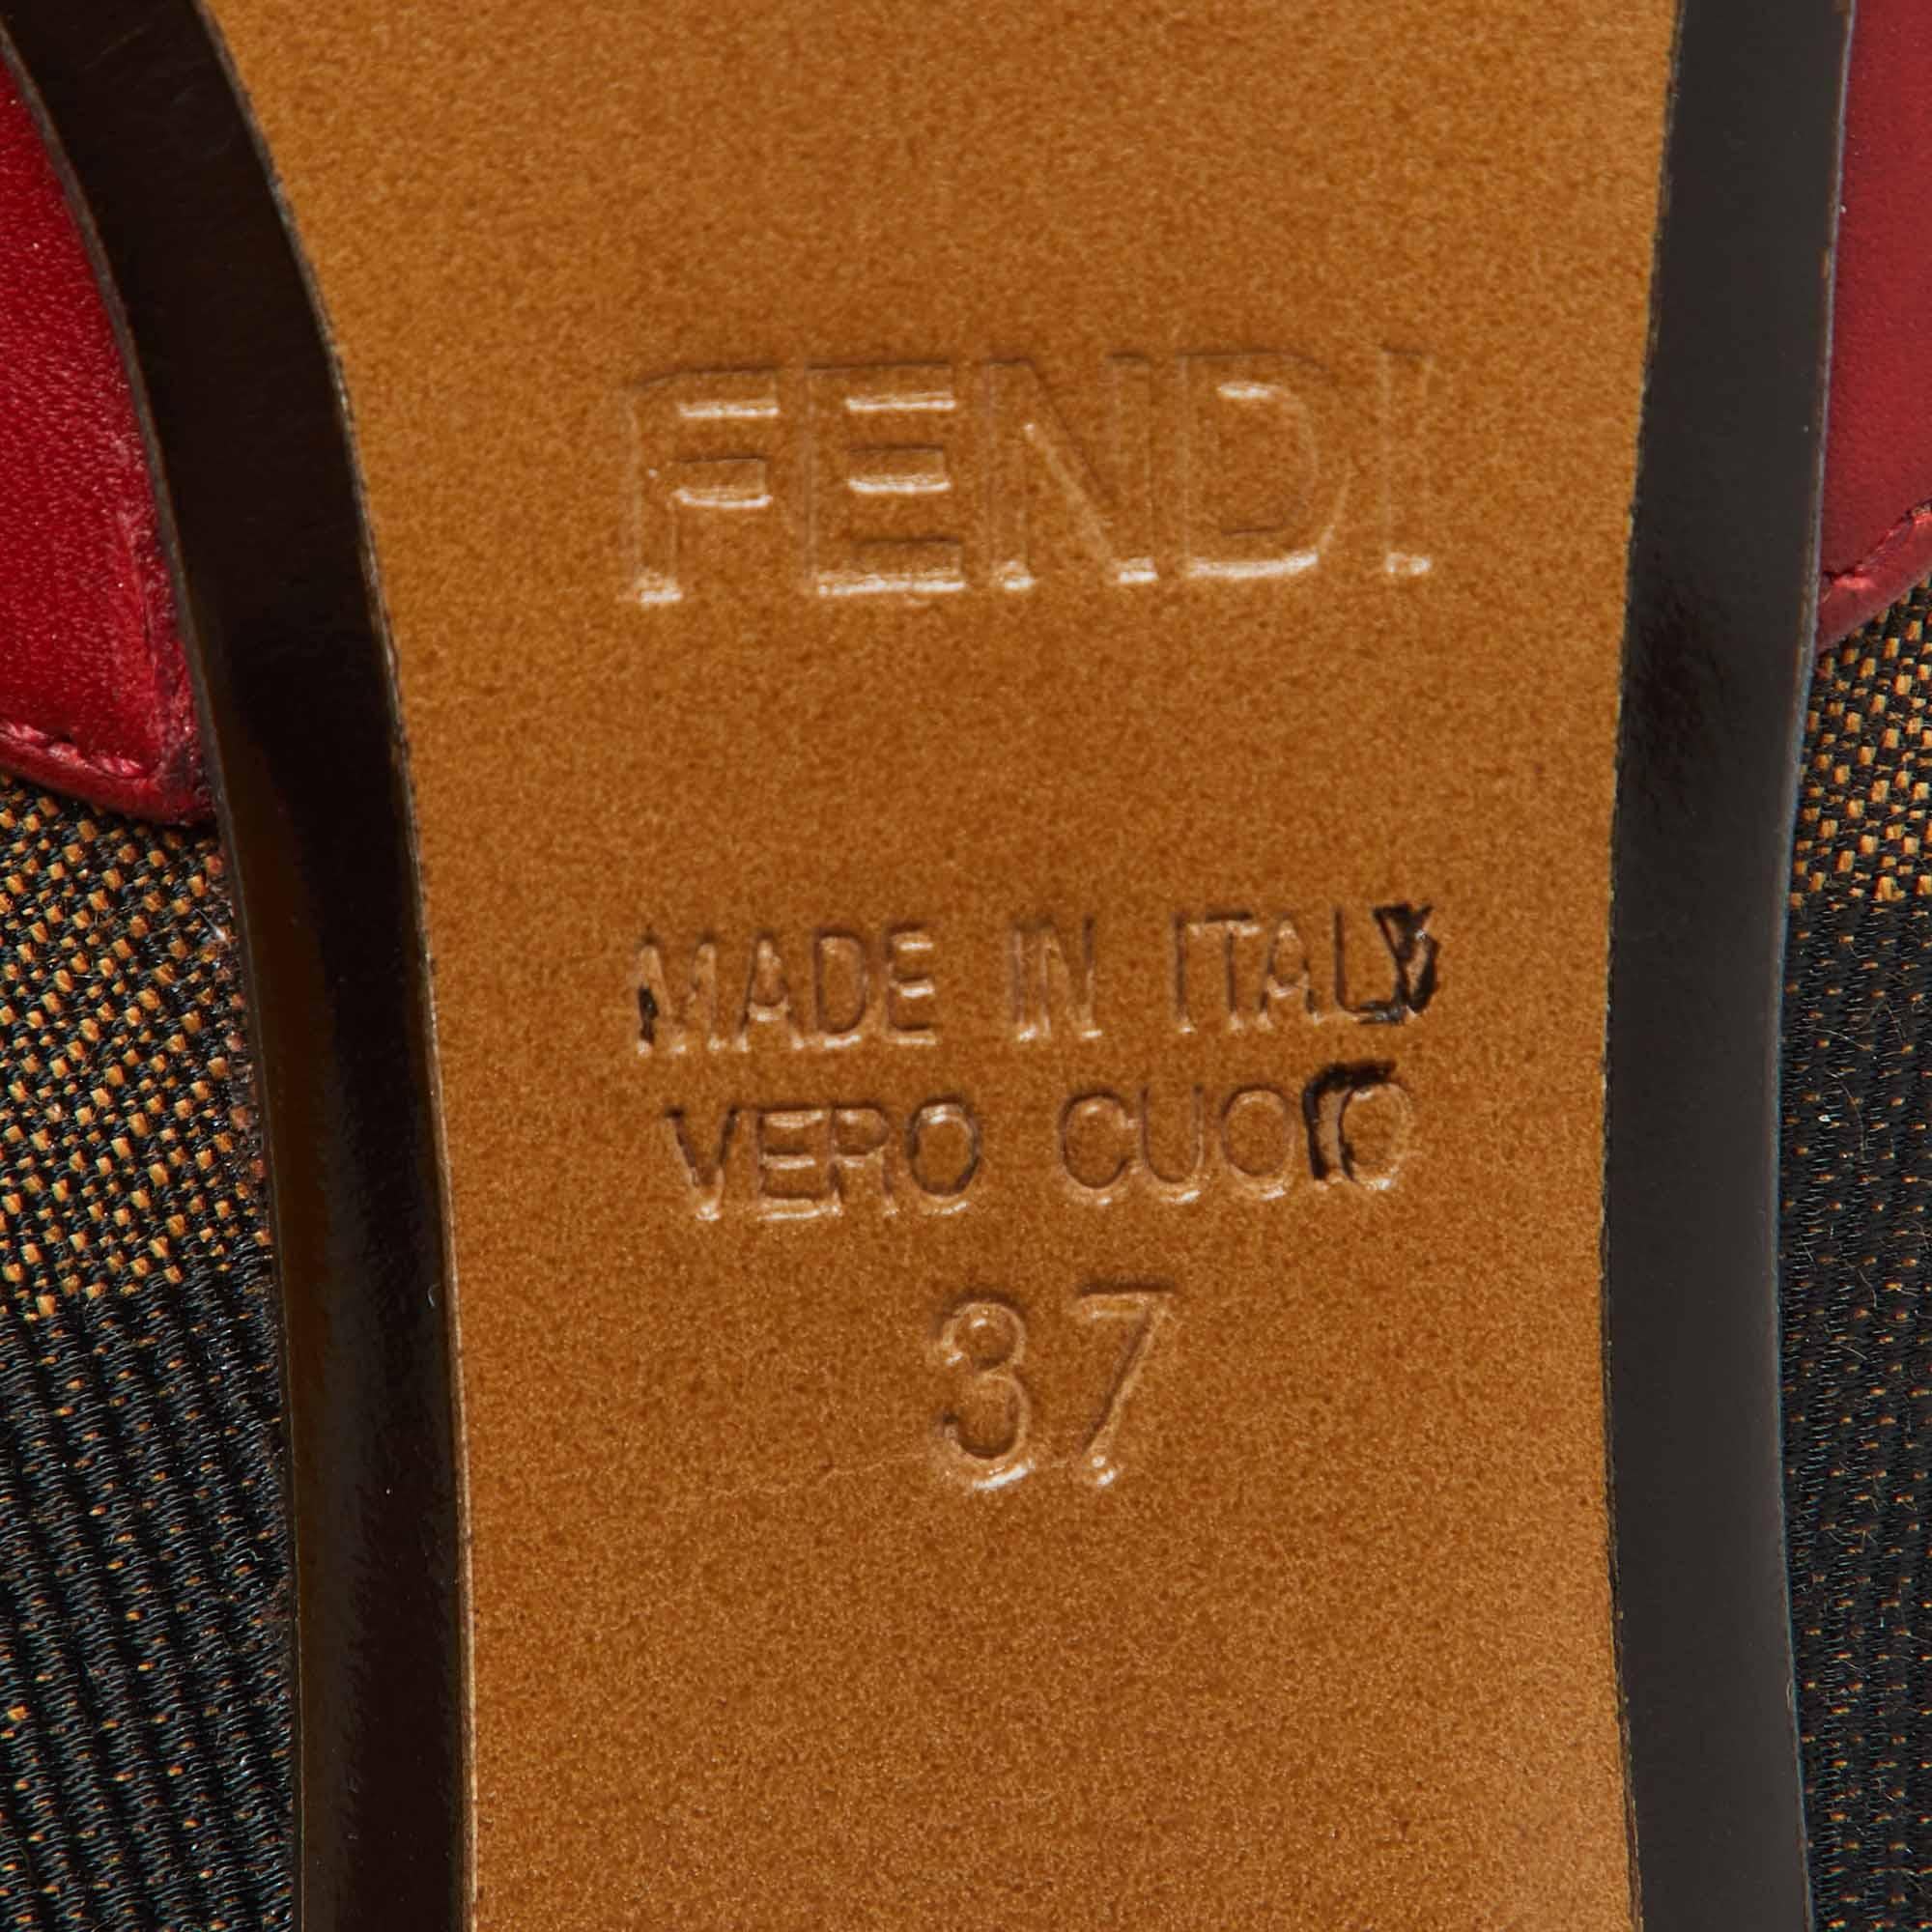 FENDI
MADE IN ITALY
VERO CUOIO
37